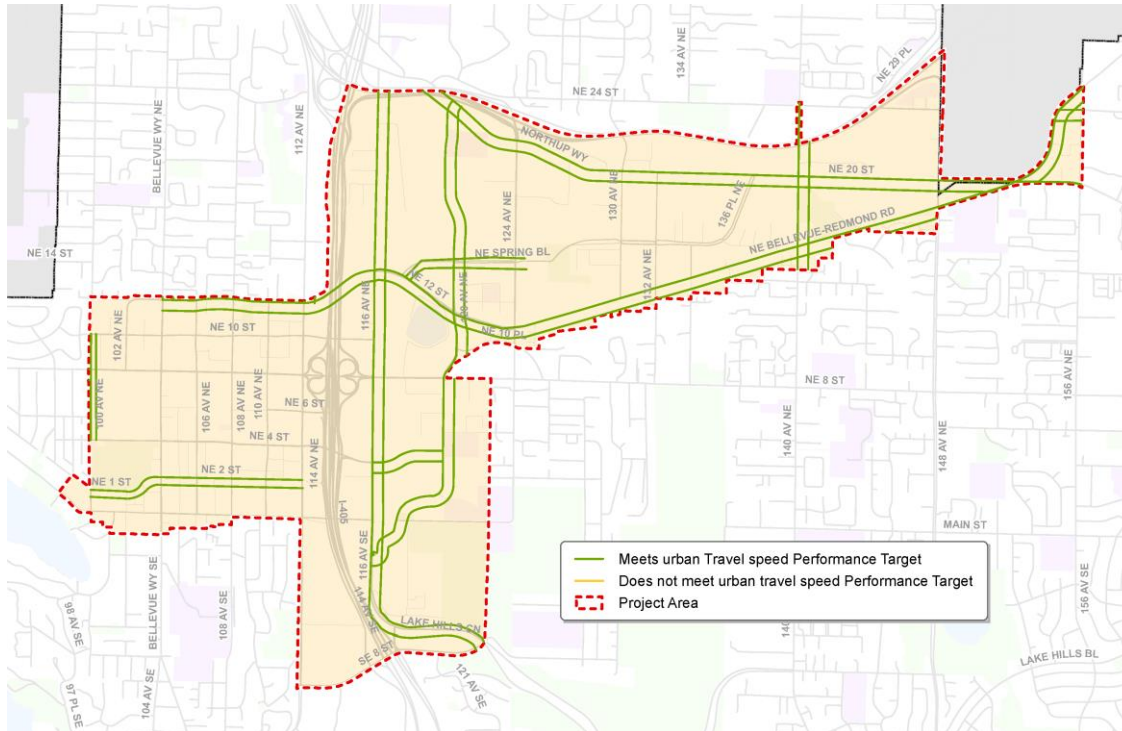 134 AV NE
NE 29 PL
NE 24 ST
BELLEVUE WY NE
112 AV NE
NORTHUP WY
NE 20 ST
130 AV NE
136 PL NE
124 AV NE
NE BELLEVUE-REDMOND RD
NE 14 ST
NE SPRING BL
NE 12 ST
132 AV NE
116 AV NE
NE 10 ST
NE 10 PL
102 AV NE
NE 8 ST
156 AV NE
100 AV NE
106 AV NE
108 AV NE
110 AV NE
NE 6 ST
NE 4 ST
140 AV NE
148 AV NE
114 AV NE
NE 2 ST
NE 1 ST
I-405
MAIN ST
116 AV SE
Meets urban Travel speed Performance Target
Does not meet urban travel speed Performance Target
Project Area
BELLEVUE WY SE
108 AV SE
98 AV SE
114 AV SE
LAKE HILLS CN
SE 8 ST
156 AV SE
LAKE HILLS BL
121 AV SE
104 AV SE
97 PL SE